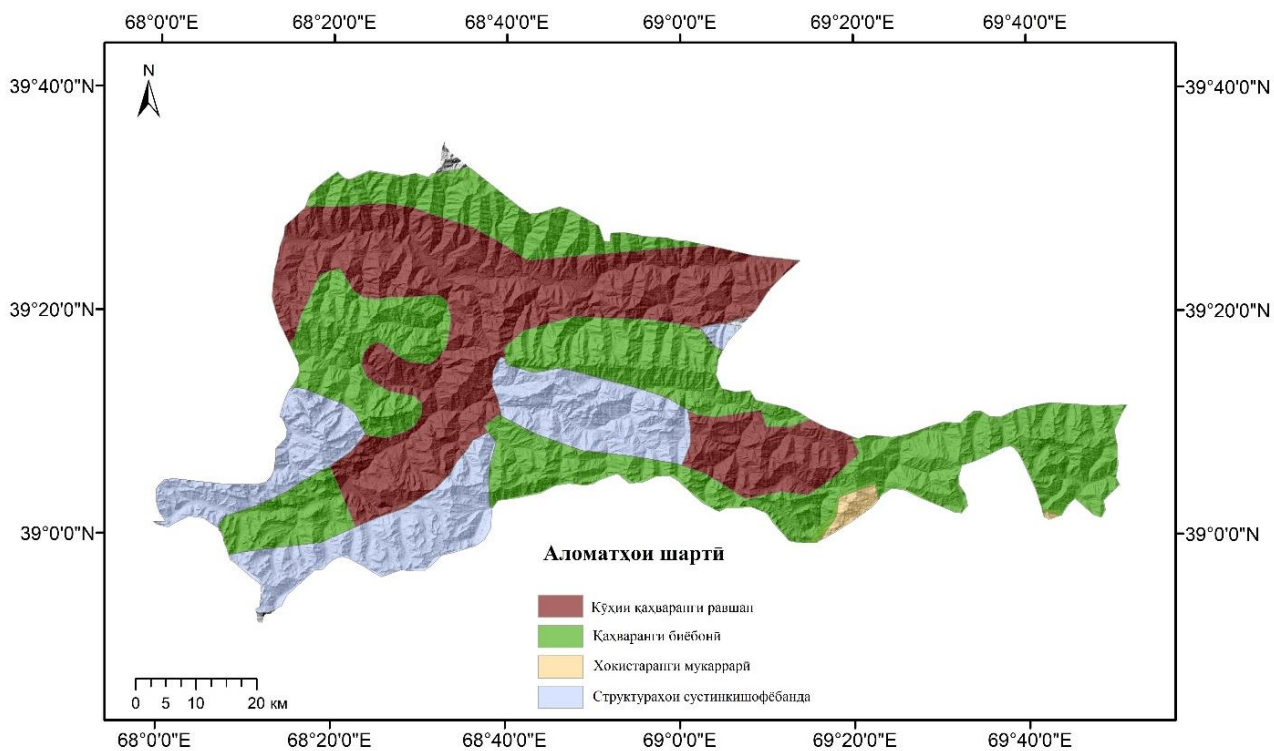 68°0'0"E 68°20'0"E 68°40'0"E 69°0'0"E 69°20'0"E 69°40'0"E
39°40'0"N 39°40'0"N
N
39°20'0"N 39°20'0"N
39°0'0"N 39°0'0"N
Аломатҳои шартӣ
Кӯҳии қаҳваранги равшан
Қаҳваранги биёбонӣ
Хокистаранги муқаррарӣ
Структураҳои сустинкишофёбанда
0 5 10 20 км
68°0'0"E 68°20'0"E 68°40'0"E 69°0'0"E 69°20'0"E 69°40'0"E